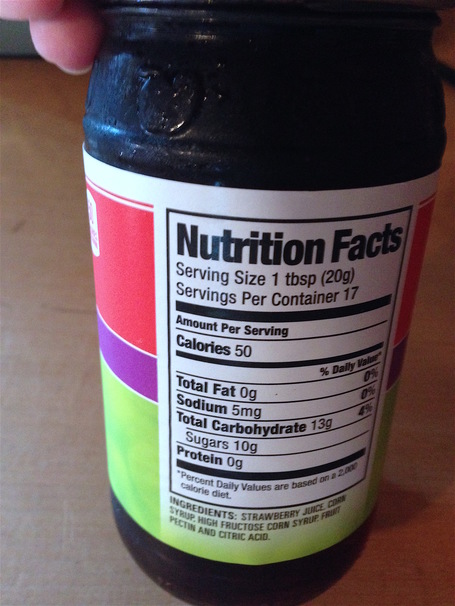 Nutrition Facts
Serving Size 1 tbsp (20g)
Servings Per Container 17
Amount Per Serving
Calories 50
% Daily Value*
Total Fat 0g 0%
Sodium 5mg 0%
Total Carbohydrate 13g 4%
Sugars 10g
Protein 0g
*Percent Daily Values are based on a 2,000
calorie diet.
INGREDIENTS: STRAWBERRY JUICE, CORN
SYRUP, HIGH FRUCTOSE CORN SYRUP, FRUIT
PECTIN AND CITRIC ACID.